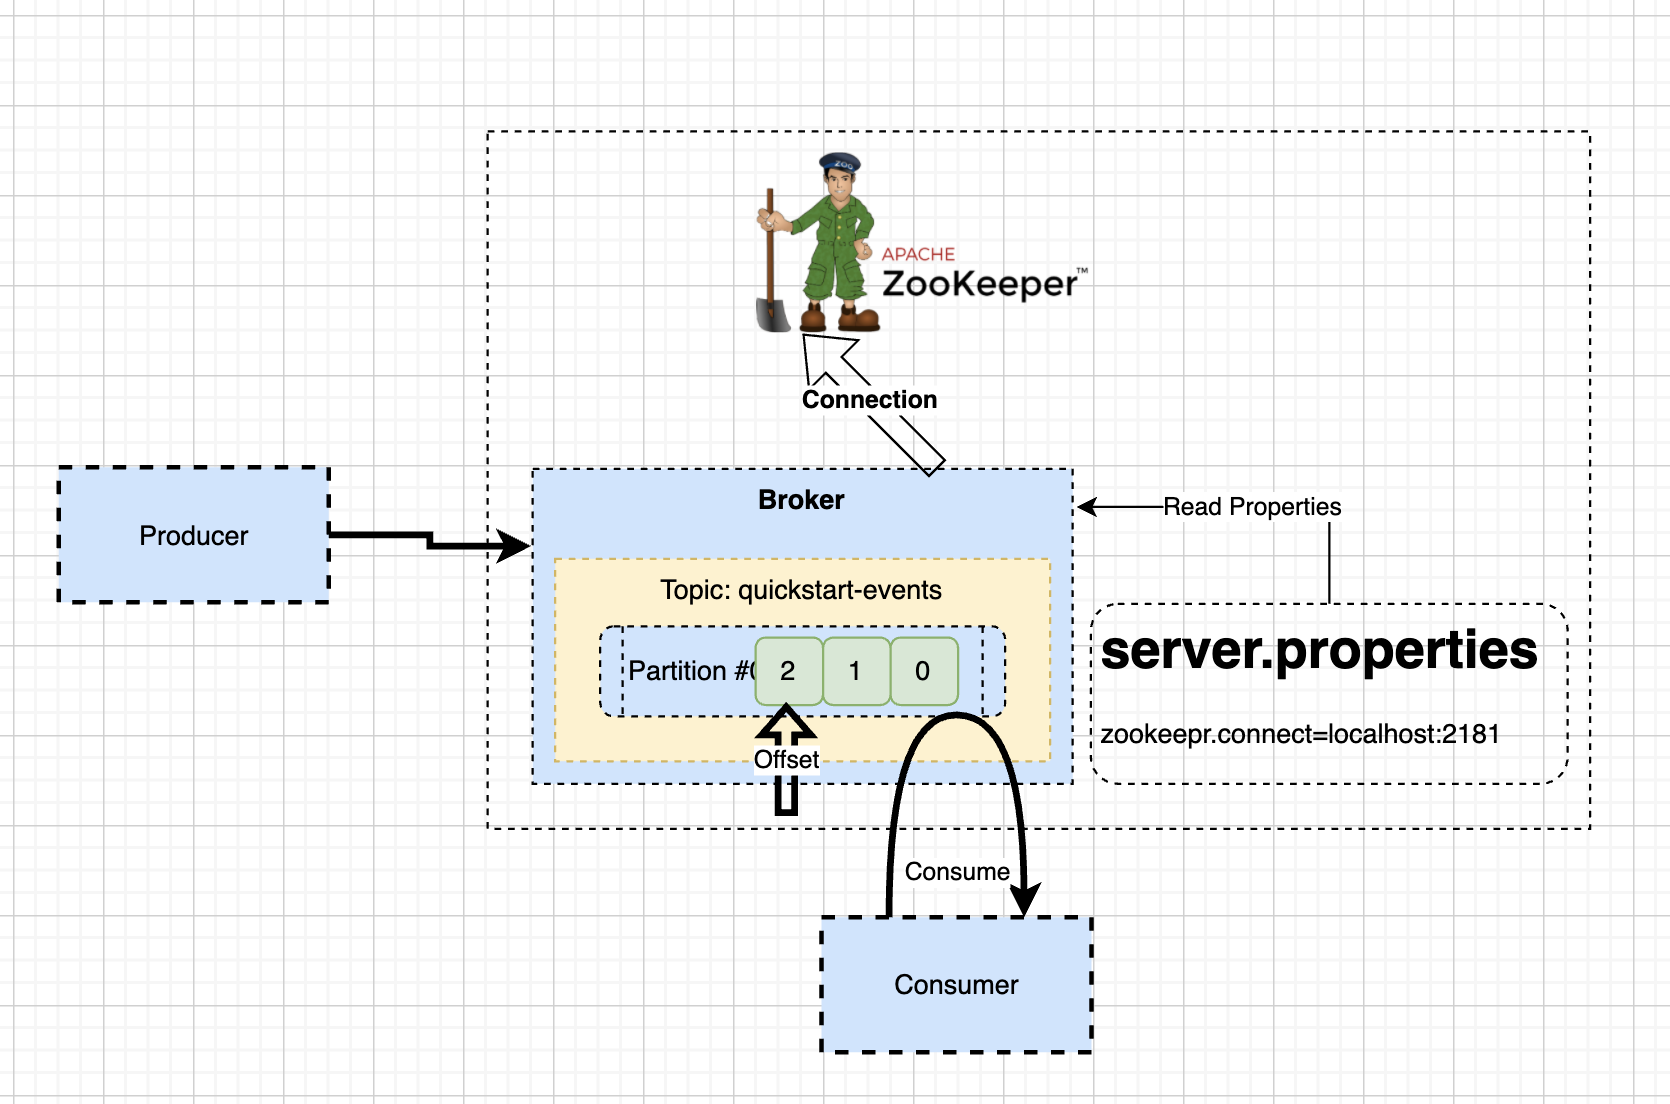 ZOO
APACHE
ZooKeeper™
Connection
Broker
Read Properties
Producer
Topic: quickstart-events
server.properties
Partition #0
2
1
0
zookeepr.connect=localhost:2181
Offset
Consume
Consumer